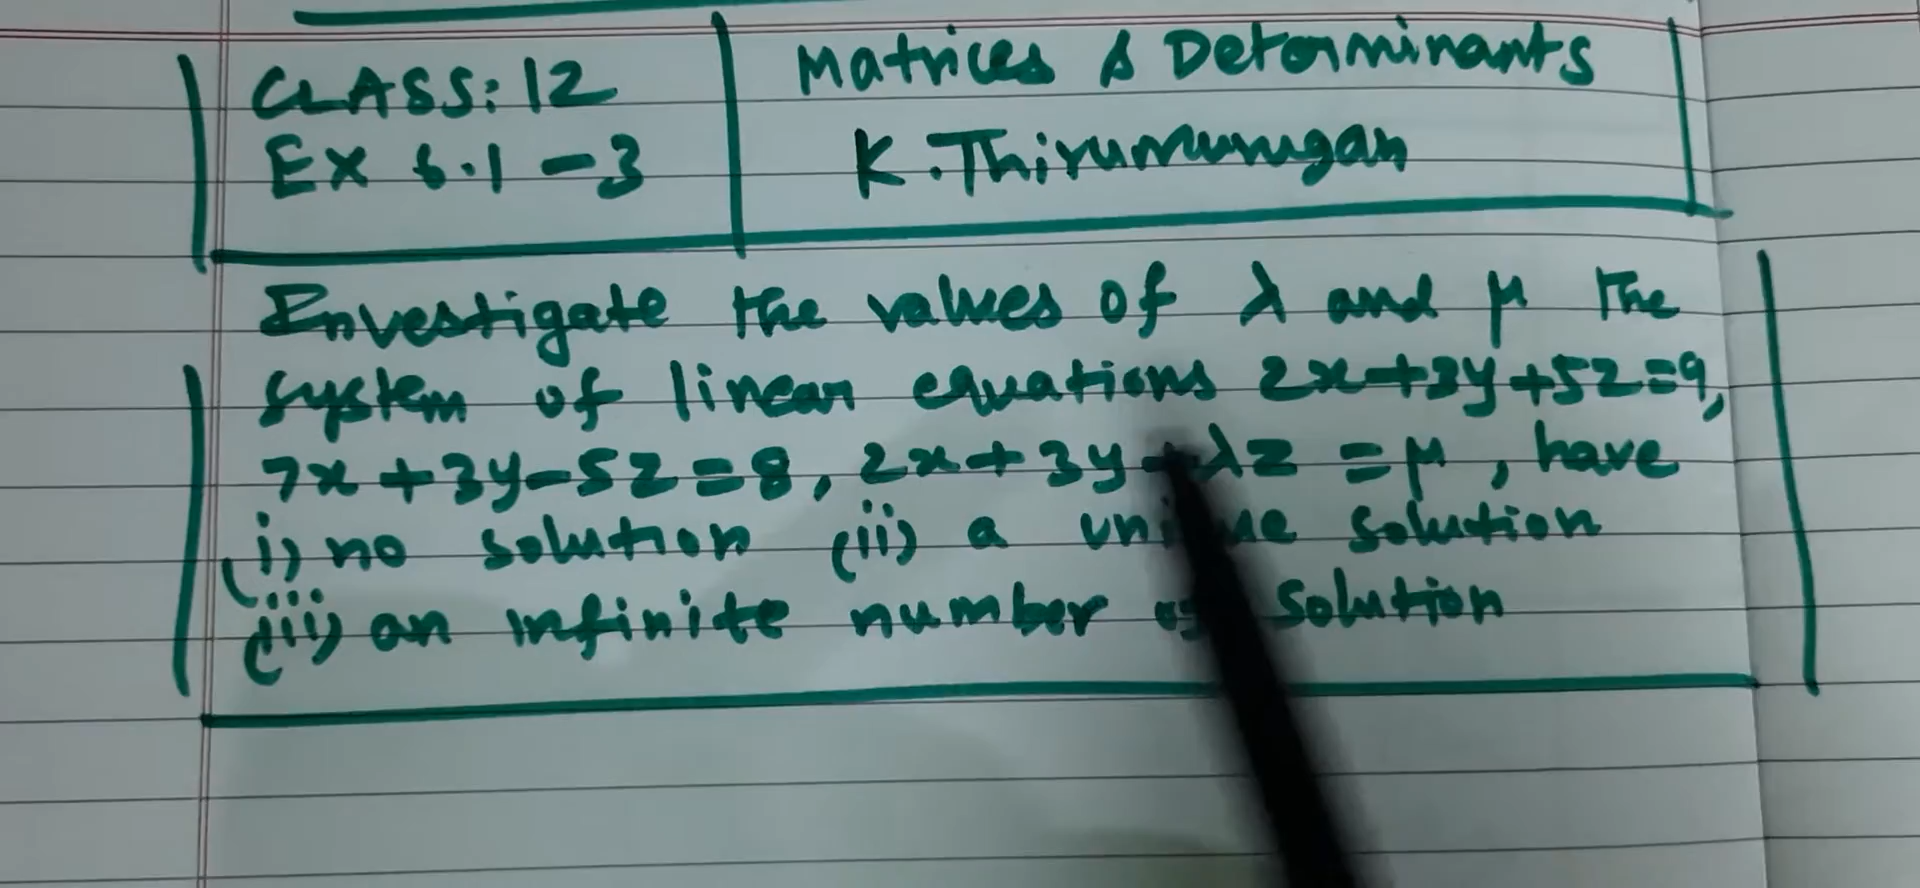 CLASS: 12
Ex 6.1 - 3
Matrices & Determinants
K. Thirumurugan
Investigate the values of λ and μ the
system of linear equations 2x+3y+5z=9,
7x+3y-5z=8, 2x+3y+λz=μ, have
(i) no solution (ii) a unique solution
(iii) an infinite number of solution